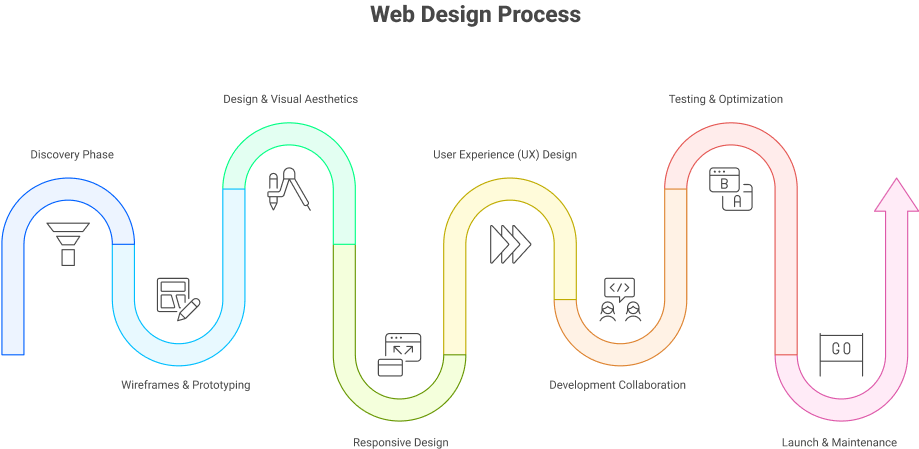 Web Design Process
Design & Visual Aesthetics
Testing & Optimization
Discovery Phase
User Experience (UX) Design
B
A
</>
GO
Wireframes & Prototyping
Development Collaboration
Responsive Design
Launch & Maintenance